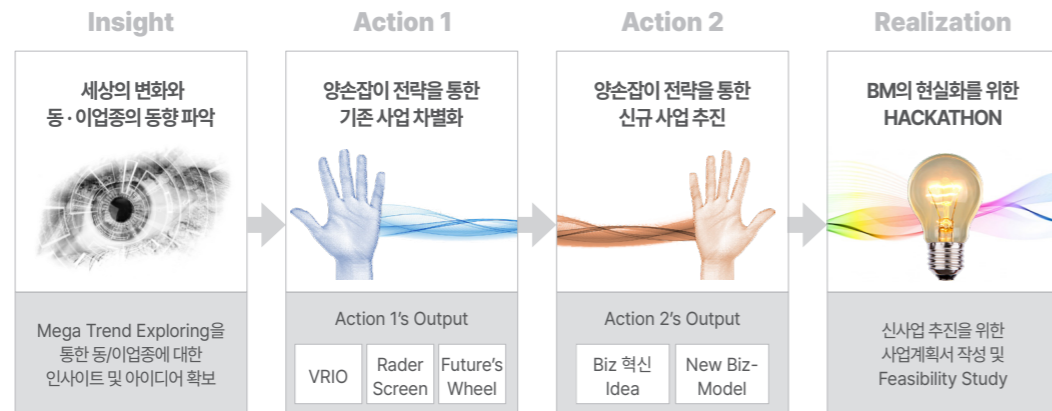 Insight
세상의 변화와
동 · 이업종의 동향 파악
Mega Trend Exploring을
통한 동/이업종에 대한
인사이트 및 아이디어 확보
Action 1
양손잡이 전략을 통한
기존 사업 차별화
Action 1's Output
VRIO
Rader
Screen
Future's
Wheel
Action 2
양손잡이 전략을 통한
신규 사업 추진
Action 2's Output
Biz 혁신
Idea
New Biz-
Model
Realization
BM의 현실화를 위한
HACKATHON
신사업 추진을 위한
사업계획서 작성 및
Feasibility Study